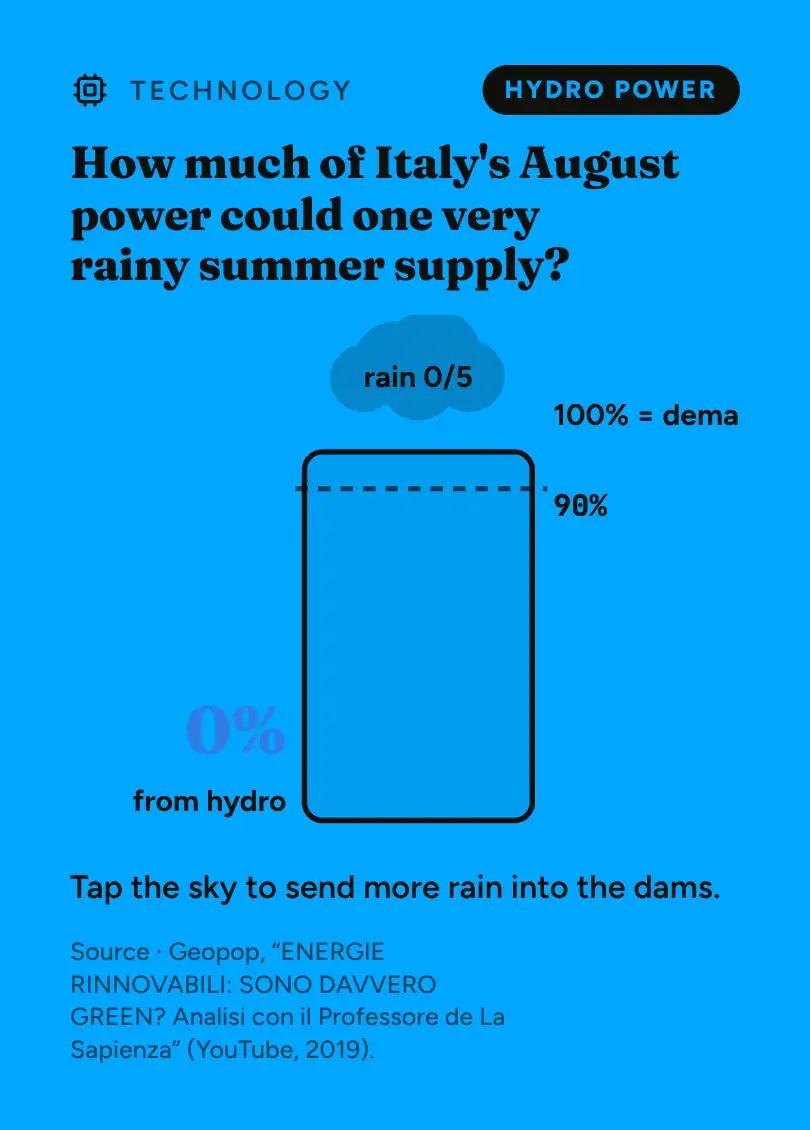 TECHNOLOGY
HYDRO POWER
How much of Italy's August
power could one very
rainy summer supply?
rain 0/5
100% = dema
90%
0%
from hydro
Tap the sky to send more rain into the dams.
Source · Geopop, “ENERGIE
RINNOVABILI: SONO DAVVERO
GREEN? Analisi con il Professore de La
Sapienza” (YouTube, 2019).